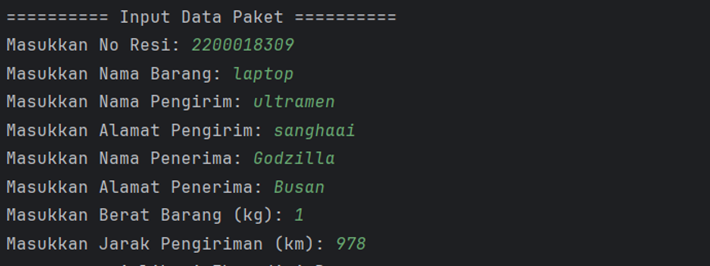 ========== Input Data Paket ==========
Masukkan No Resi: 2200018309
Masukkan Nama Barang: laptop
Masukkan Nama Pengirim: ultramen
Masukkan Alamat Pengirim: sanghaai
Masukkan Nama Penerima: Godzilla
Masukkan Alamat Penerima: Busan
Masukkan Berat Barang (kg): 1
Masukkan Jarak Pengiriman (km): 978